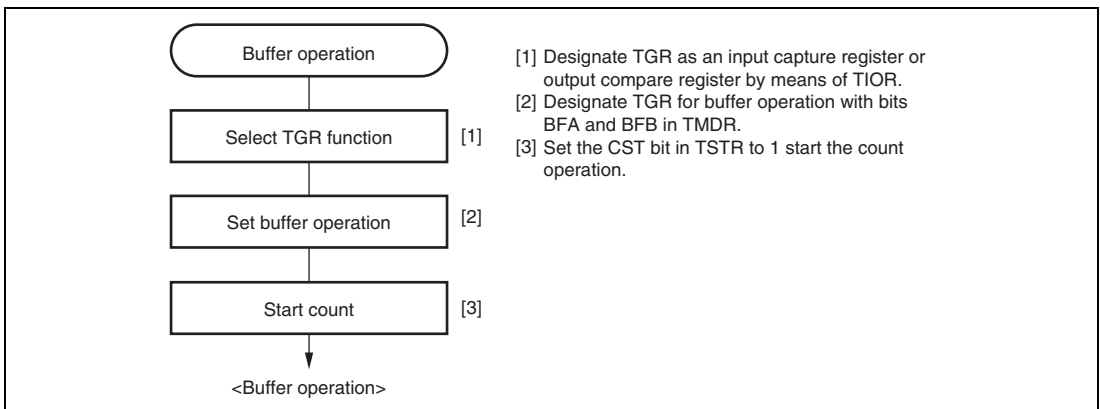 Buffer operation
Select TGR function
[1]
Set buffer operation
[2]
Start count
[3]
<Buffer operation>
[1] Designate TGR as an input capture register or
output compare register by means of TIOR.
[2] Designate TGR for buffer operation with bits
BFA and BFB in TMDR.
[3] Set the CST bit in TSTR to 1 start the count
operation.